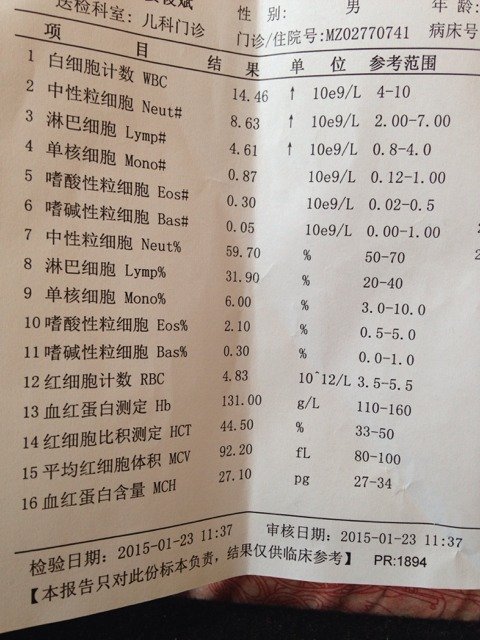 送检科室: 儿科门诊 性 别: 男 年 龄:
门诊/住院号:MZ02770741 病床号
项 目 结 果 单 位 参考范围
1 白细胞计数 WBC 14.46 ↑ 10e9/L 4-10
2 中性粒细胞 Neut# 8.63 ↑ 10e9/L 2.00-7.00
3 淋巴细胞 Lymp# 4.61 ↑ 10e9/L 0.8-4.0
4 单核细胞 Mono# 0.87 10e9/L 0.12-1.00
5 嗜酸性粒细胞 Eos# 0.30 10e9/L 0.02-0.5
6 嗜碱性粒细胞 Bas# 0.05 10e9/L 0.00-1.00
7 中性粒细胞 Neut% 59.70 % 50-70
8 淋巴细胞 Lymp% 31.90 % 20-40
9 单核细胞 Mono% 6.00 % 3.0-10.0
10 嗜酸性粒细胞 Eos% 2.10 % 0.5-5.0
11 嗜碱性粒细胞 Bas% 0.30 % 0.0-1.0
12 红细胞计数 RBC 4.83 10^12/L 3.5-5.5
13 血红蛋白测定 Hb 131.00 g/L 110-160
14 红细胞比积测定 HCT 44.50 % 33-50
15 平均红细胞体积 MCV 92.20 fL 80-100
16 血红蛋白含量 MCH 27.10 pg 27-34
检验日期: 2015-01-23 11:37 审核日期: 2015-01-23 11:37
【本报告只对此份标本负责, 结果仅供临床参考】 PR:1894